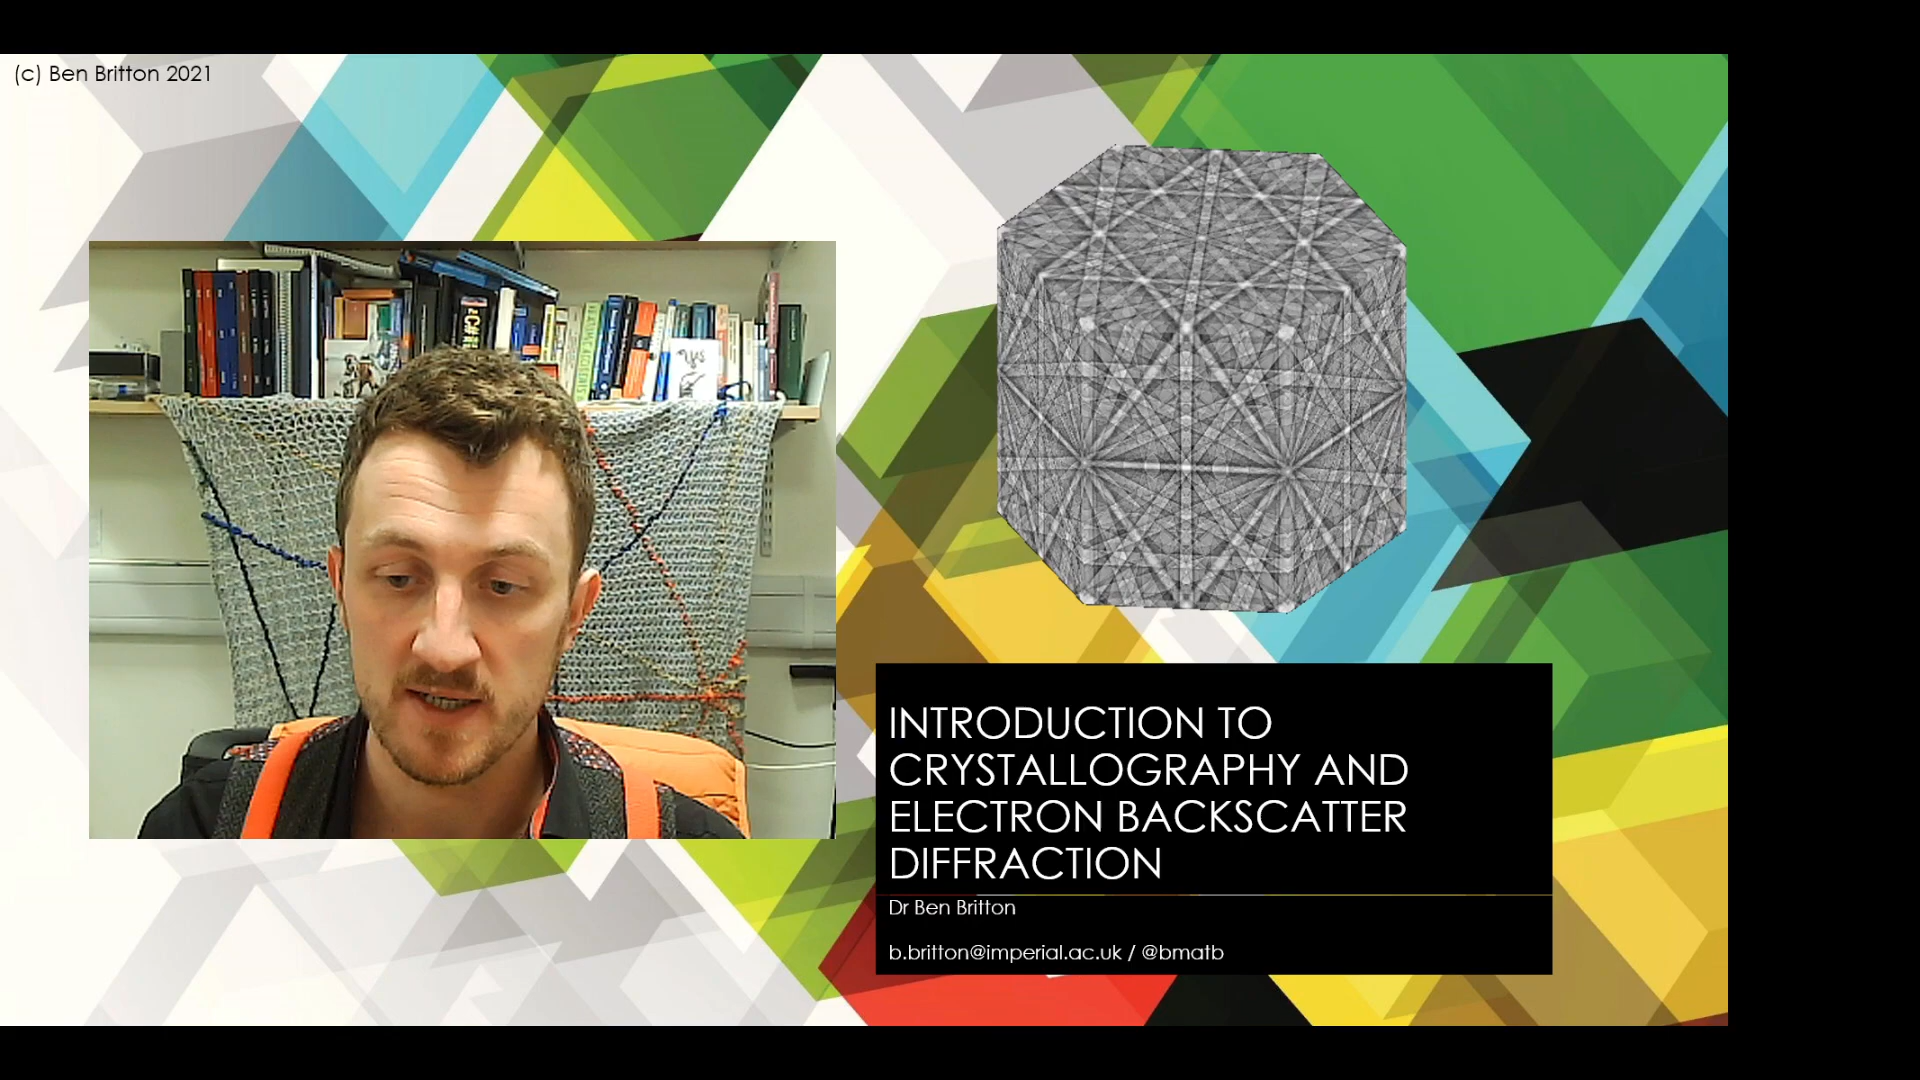 (c) Ben Britton 2021
C#
INTRODUCTION TO
CRYSTALLOGRAPHY AND
ELECTRON BACKSCATTER
DIFFRACTION
Dr Ben Britton
b.britton@imperial.ac.uk / @bmatb